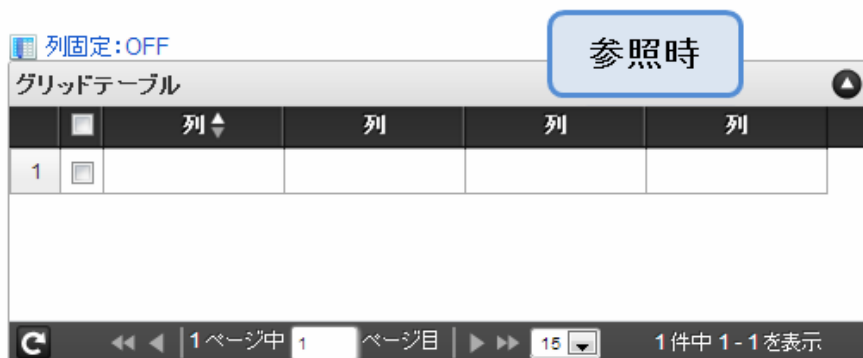 列固定:OFF
参照時
グリッドテーブル
列 列 列 列
1
1 ページ中 1 ページ目 15 1 件中 1 - 1 を表示